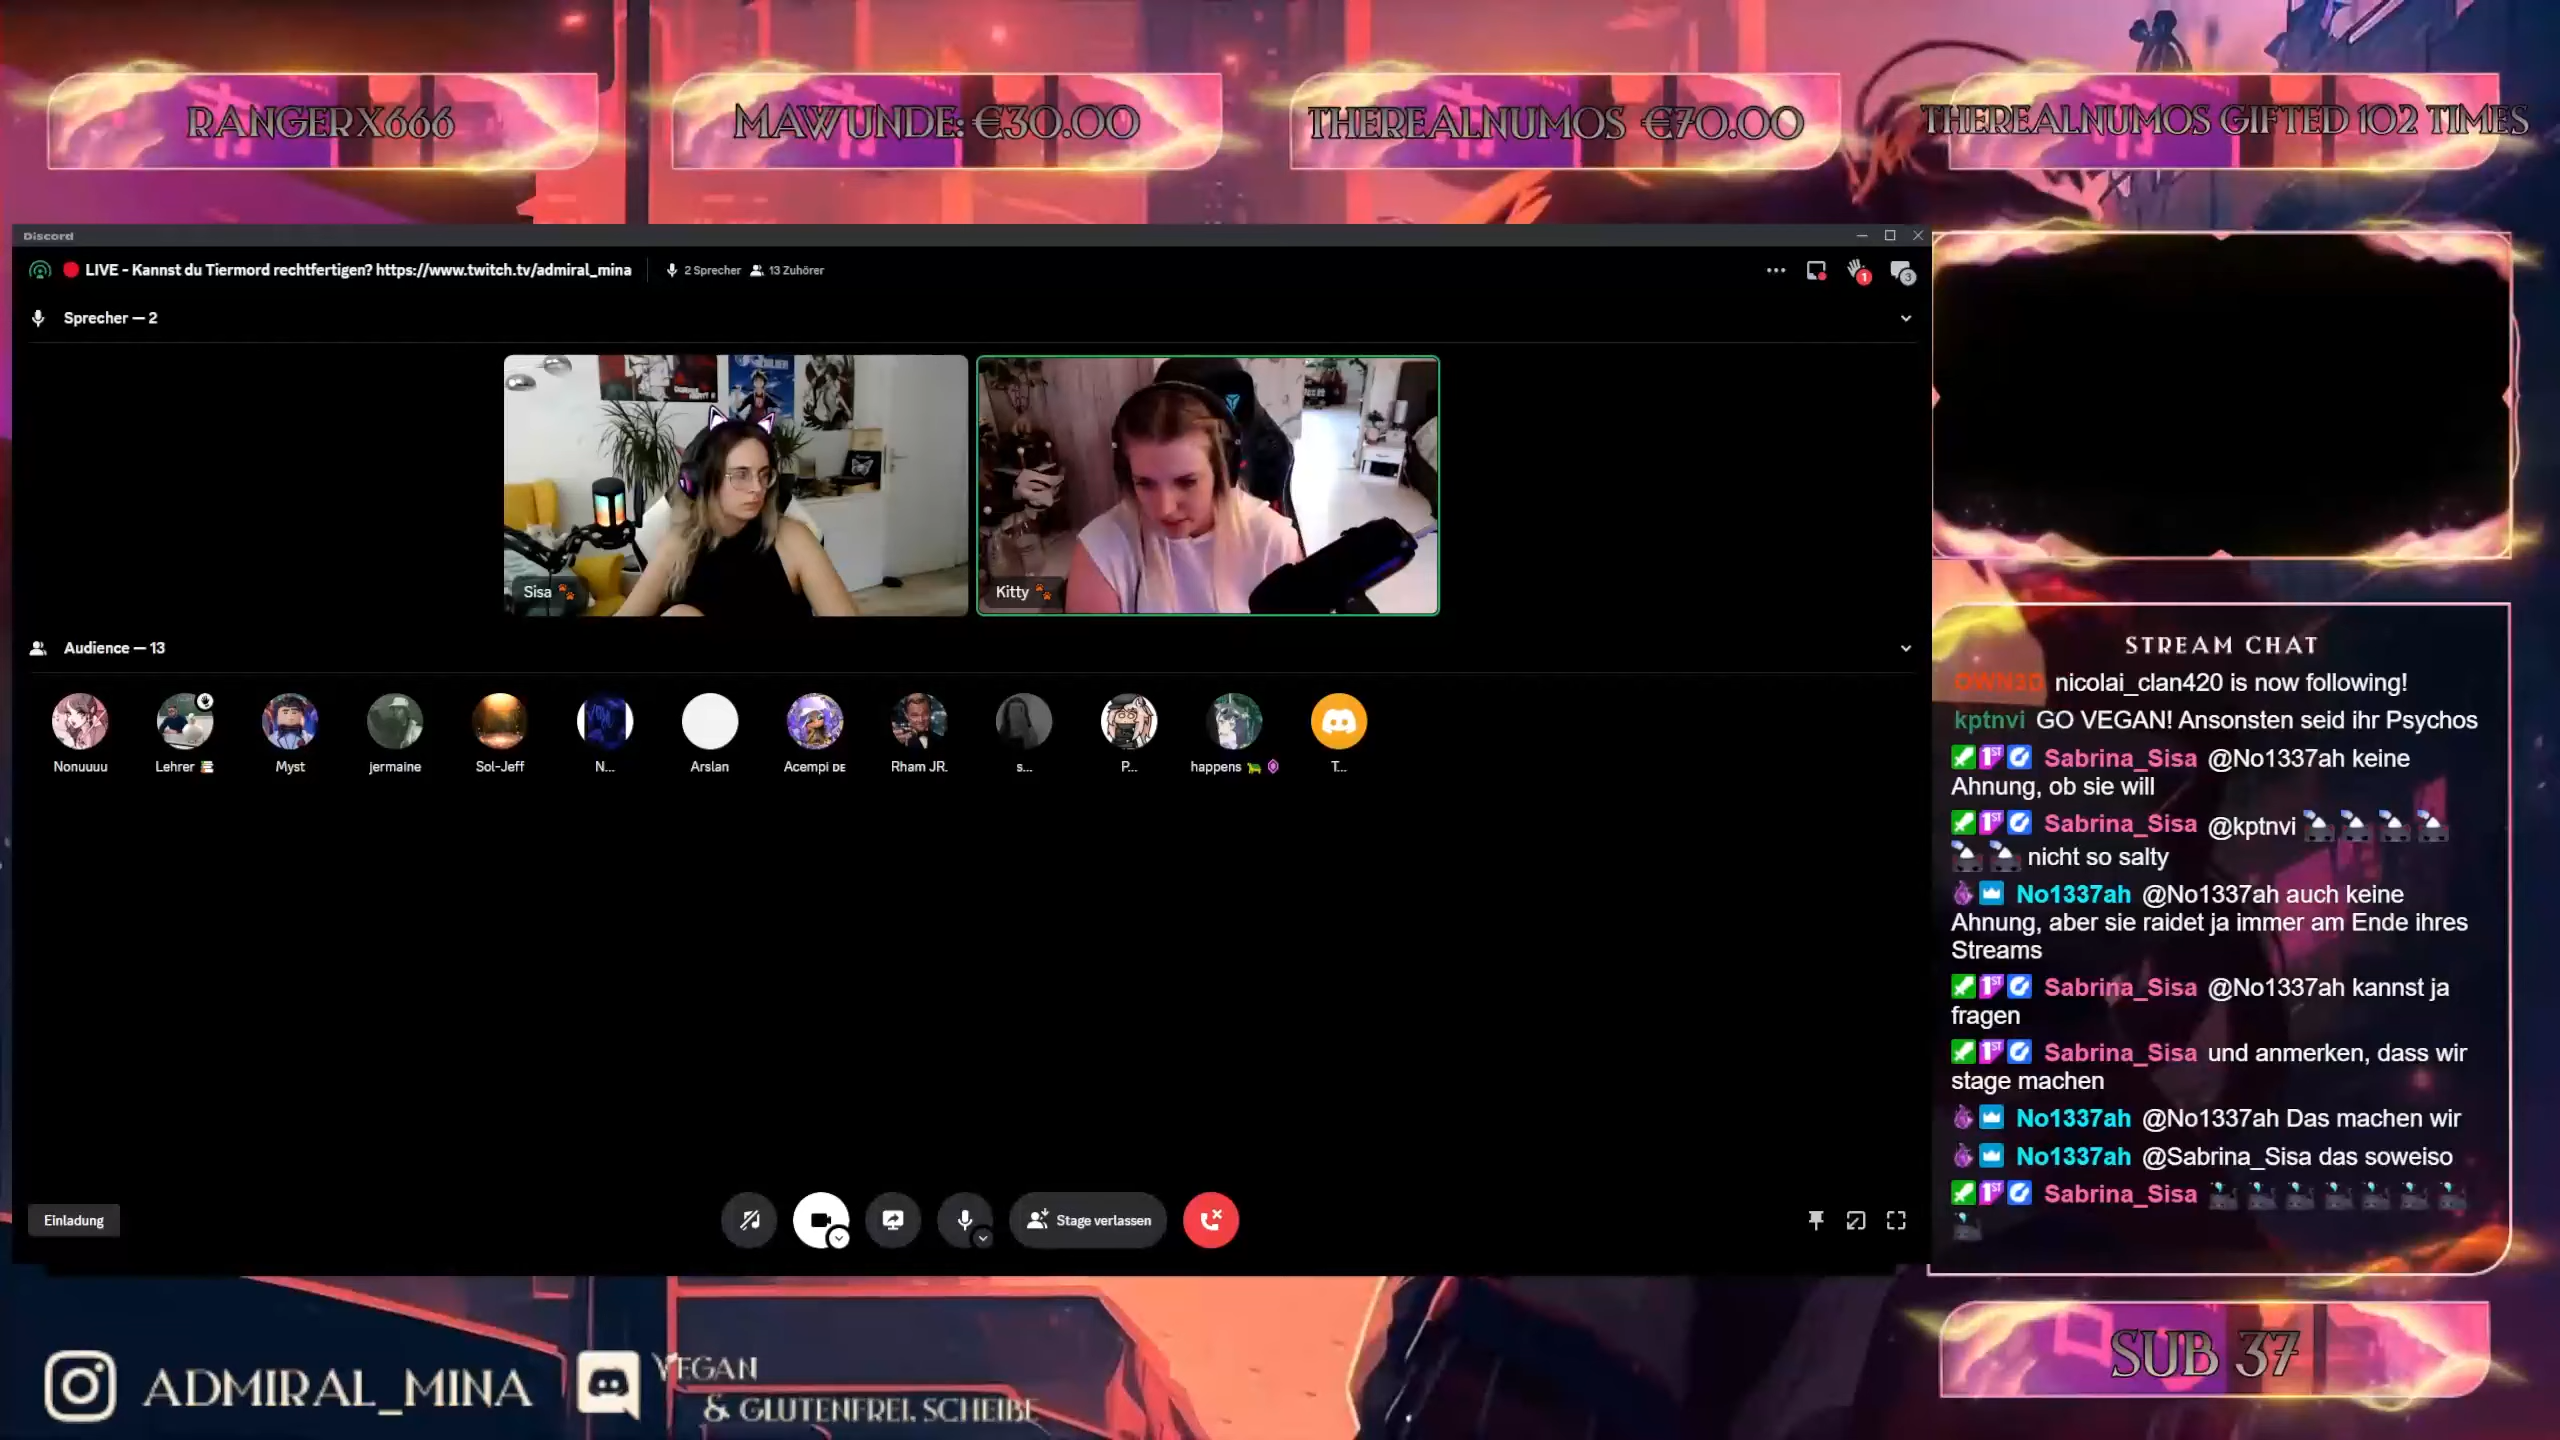 RANGERX666
MAWUNDE: €30.00
THEREALNUMOS €70.00
THEREALNUMOS GIFTED 102 TIMES
Discord
LIVE - Kannst du Tiermord rechtfertigen? https://www.twitch.tv/admiral_mina
2 Sprecher
13 Zuhörer
1
3
Sprecher — 2
Sisa
Kitty
Audience — 13
Nonuuuu
Lehrer
Myst
jermaine
Sol-Jeff
N...
Arslan
Acempi DE
Rham JR.
s...
P...
happens
T...
Einladung
Stage verlassen
STREAM CHAT
OWN3D nicolai_clan420 is now following!
kptnvi GO VEGAN! Ansonsten seid ihr Psychos
Sabrina_Sisa @No1337ah keine
Ahnung, ob sie will
Sabrina_Sisa @kptnvi
nicht so salty
No1337ah @No1337ah auch keine
Ahnung, aber sie raidet ja immer am Ende ihres
Streams
Sabrina_Sisa @No1337ah kannst ja
fragen
Sabrina_Sisa und anmerken, dass wir
stage machen
No1337ah @No1337ah Das machen wir
No1337ah @Sabrina_Sisa das soweiso
Sabrina_Sisa
ADMIRAL_MINA
VEGAN
& GLUTENFREI, SCHEIßE
SUB 37